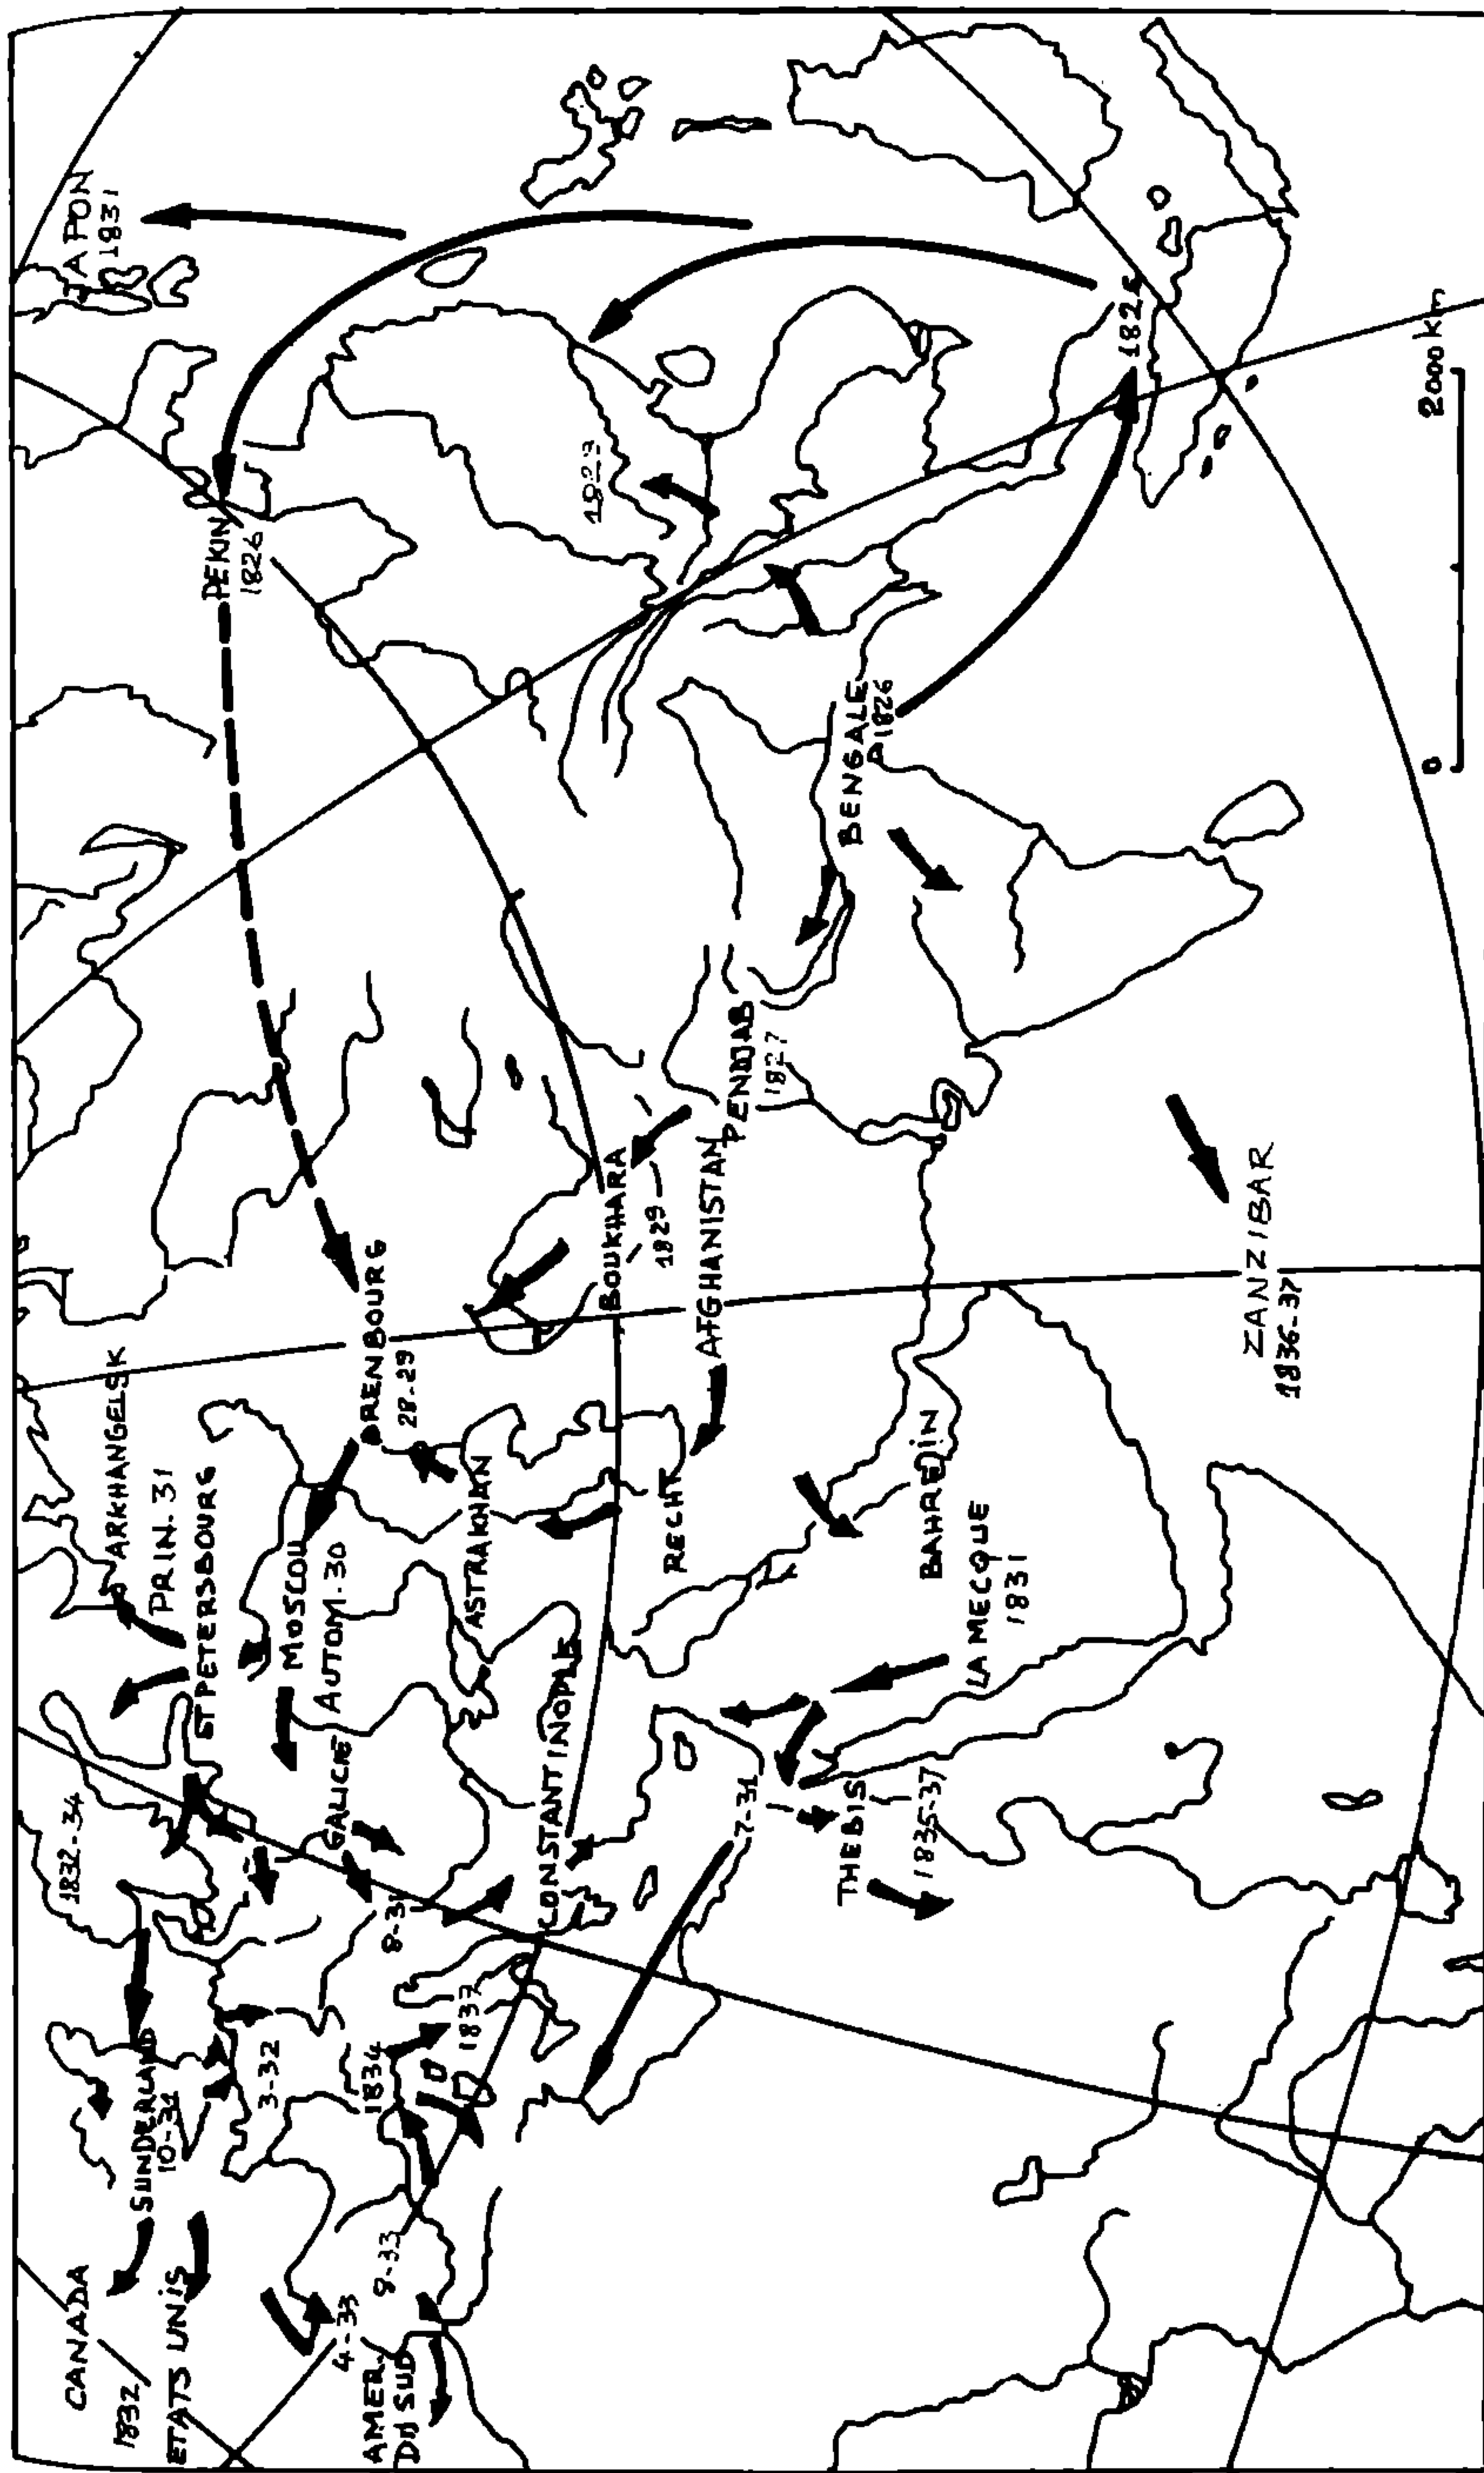 CANADA
1832
ETATS UNIS
SUNDERLAND
10-31
3-32
4-33
8-33
AMER.
DU SUD
1834
1837
8-31
1832-34
ST PETERSBOURG
PRIN. 31
ARKHANGELSK
MOSCOU
AUTOM. 30
GALICIE
ASTRAKHAN
CONSTANTINOPLE
ORENBOURG
28-29
BOUKHARA
1829
AFGHANISTAN
RECHT
BAHREIN
LA MECQUE
1831
7-31
THEBIS
1835-37
ZANZIBAR
1836-37
PENDJAB
1827
BENGALE
1826
PEKIN
1826
JAPON
1831
0
2000 km